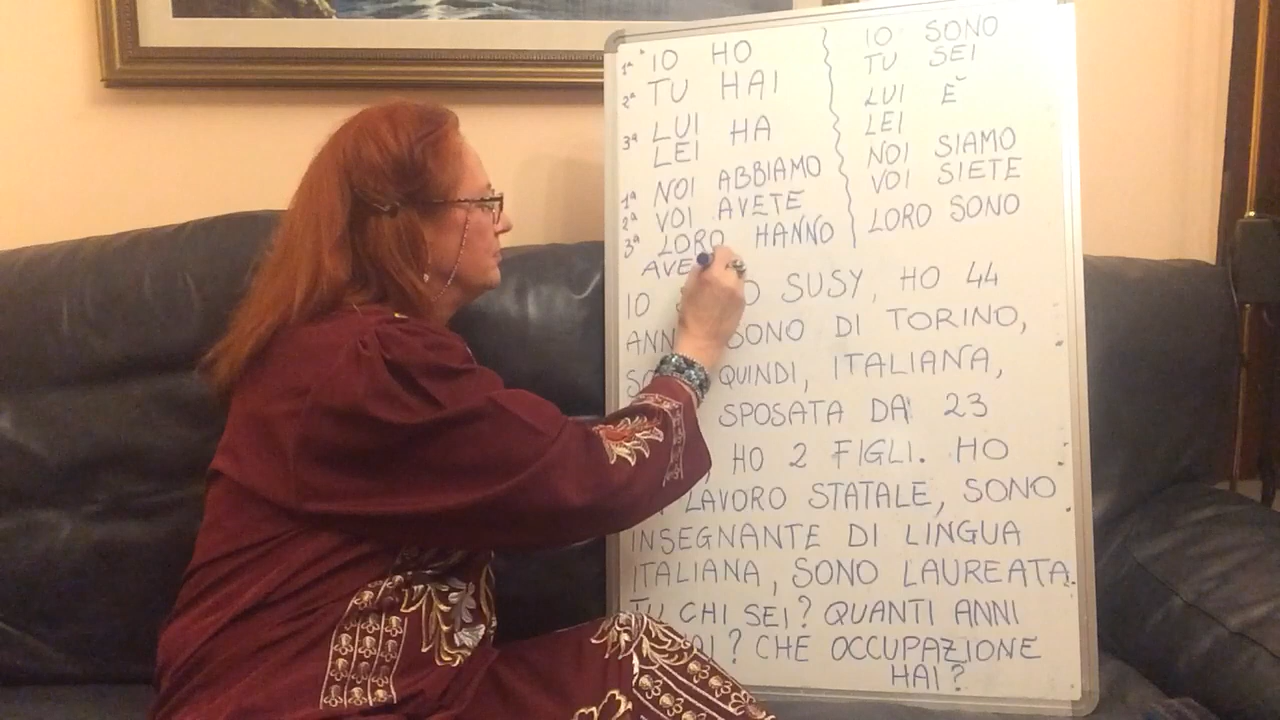 1ª IO HO
2ª TU HAI
3ª LUI
LEI HA
1ª NOI ABBIAMO
2ª VOI AVETE
3ª LORO HANNO
IO SONO
TU SEI
LUI È
LEI
NOI SIAMO
VOI SIETE
LORO SONO
AVE
IO SUSY, HO 44
SONO DI TORINO,
QUINDI, ITALIANA,
SPOSATA DA 23
HO 2 FIGLI. HO
LAVORO STATALE, SONO
INSEGNANTE DI LINGUA
ITALIANA, SONO LAUREATA.
TU CHI SEI? QUANTI ANNI
? CHE OCCUPAZIONE
HAI?